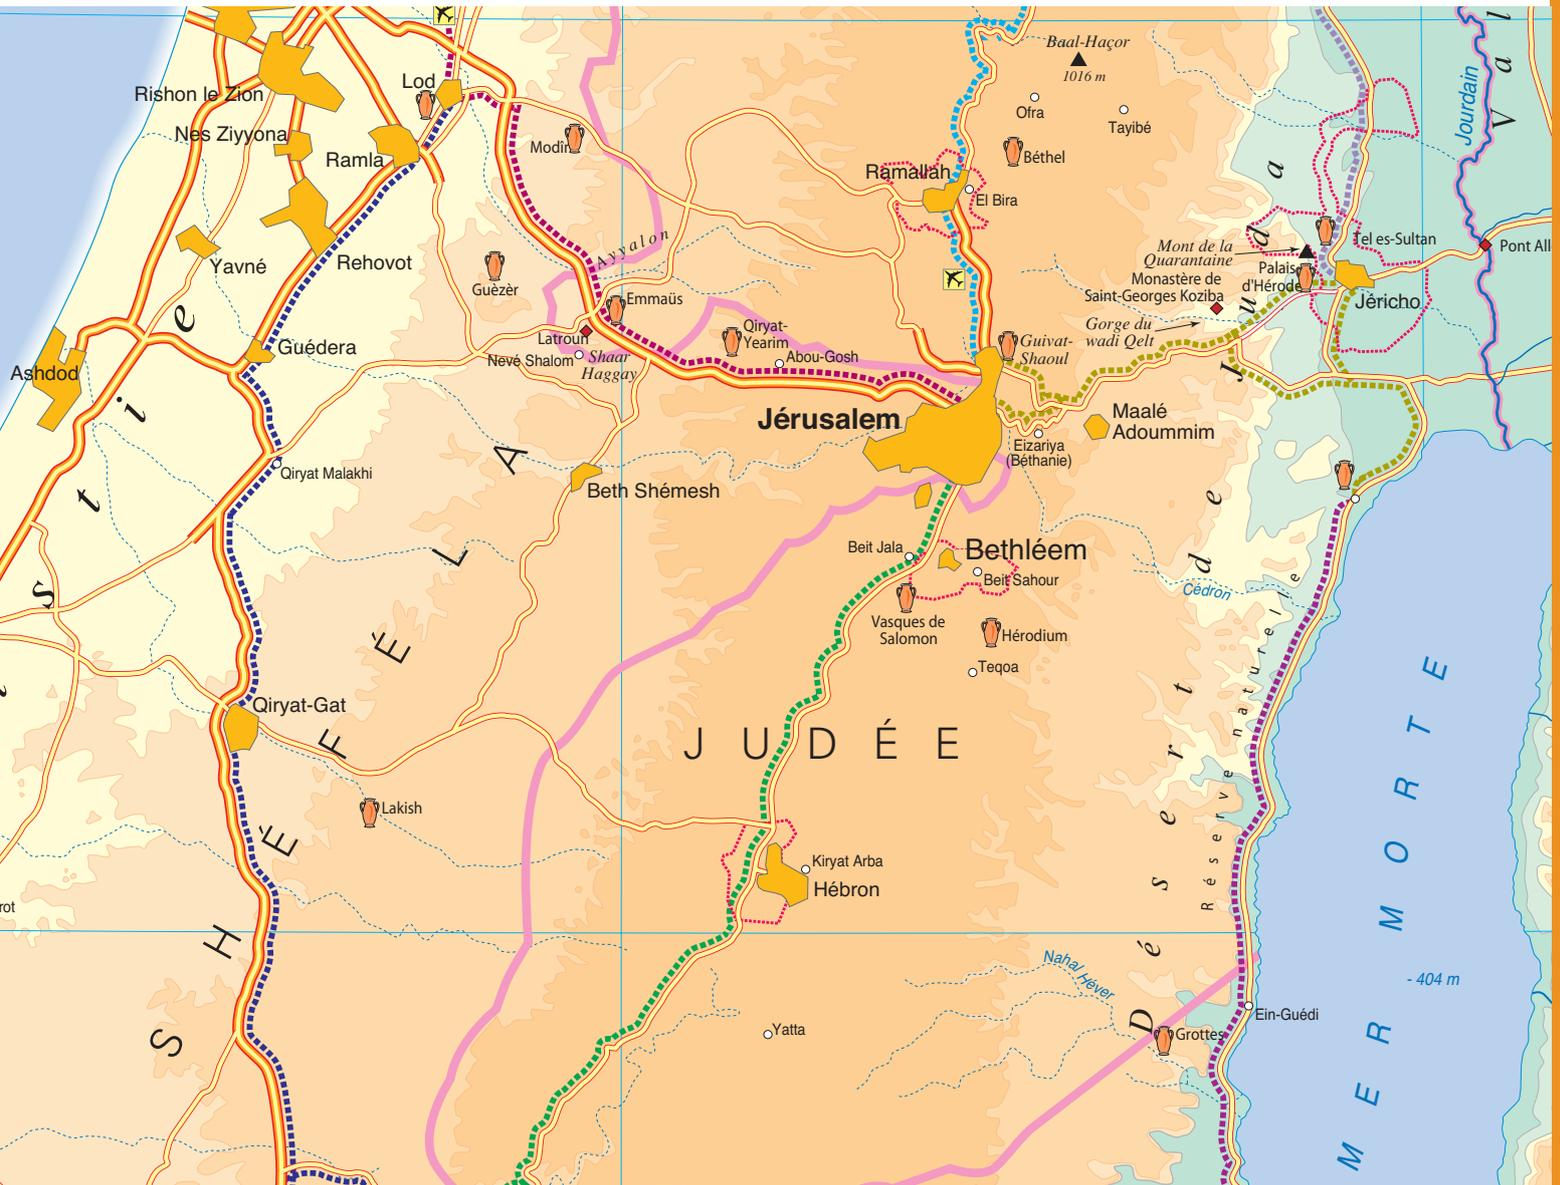 Baal-Haçor
1016 m
Jourdain
V a l
Lod
Rishon le Zion
Ofra
Tayibé
Nes Ziyyona
Modîn
Ramla
Béthel
Ramallah
El Bira
Ayyalon
Tel es-Sultan
Mont de la
Quarantaine
Pont All
Yavné
Rehovot
Guèzèr
Palais
d'Hérode
Monastère de
Saint-Georges Koziba
Jéricho
Emmaüs
Qiryat-
Yearim
Gorge du
wadi Qelt
Guivat-
Shaoul
Latroun
Guédera
Nevé Shalom
Shaar
Haggay
Abou-Gosh
Ashdod
Jérusalem
Maalé
Adoummim
Eizariya
(Béthanie)
Qiryat Malakhi
Beth Shémesh
Beit Jala
Bethléem
Beit Sahour
Cédron
Vasques de
Salomon
Hérodium
Teqoa
Qiryat-Gat
JUDÉE
Lakish
Kiryat Arba
Hébron
rot
Nahal Héver
- 404 m
Yatta
Ein-Guédi
Grottes
S H É F É L A
s t i e
Désert de Juda
Réserve naturelle
MER MORTE